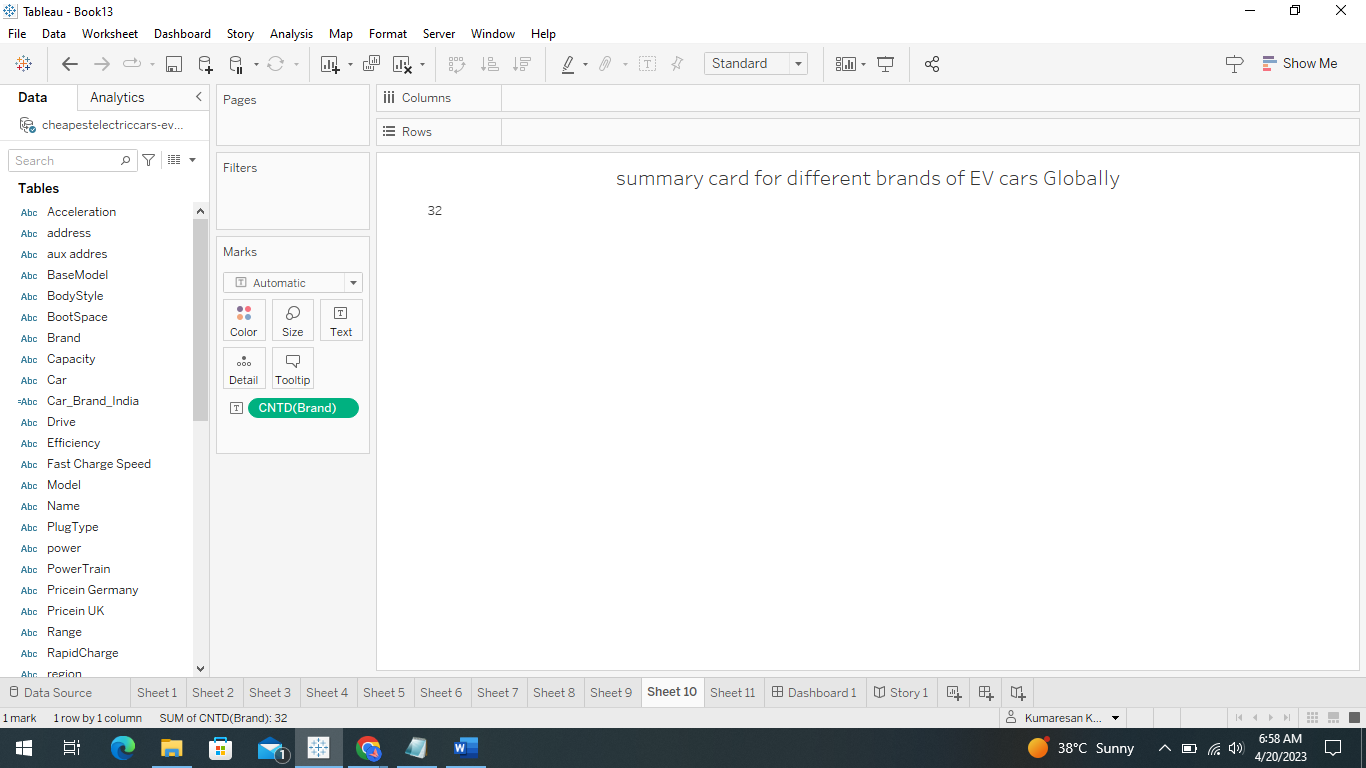 Tableau - Book13
File Data Worksheet Dashboard Story Analysis Map Format Server Window Help
Standard
Show Me
Data Analytics
cheapestelectriccars-ev...
Search
Tables
Abc Acceleration
Abc address
Abc aux addres
Abc BaseModel
Abc BodyStyle
Abc BootSpace
Abc Brand
Abc Capacity
Abc Car
=Abc Car_Brand_India
Abc Drive
Abc Efficiency
Abc Fast Charge Speed
Abc Model
Abc Name
Abc PlugType
Abc power
Abc PowerTrain
Abc Pricein Germany
Abc Pricein UK
Abc Range
Abc RapidCharge
Abc region
Pages
Filters
Marks
T Automatic
Color Size Text
Detail Tooltip
T CNTD(Brand)
Columns
Rows
summary card for different brands of EV cars Globally
32
Data Source Sheet 1 Sheet 2 Sheet 3 Sheet 4 Sheet 5 Sheet 6 Sheet 7 Sheet 8 Sheet 9 Sheet 10 Sheet 11 Dashboard 1 Story 1
1 mark 1 row by 1 column SUM of CNTD(Brand): 32
Kumaresan K...
1
38°C Sunny
6:58 AM
4/20/2023